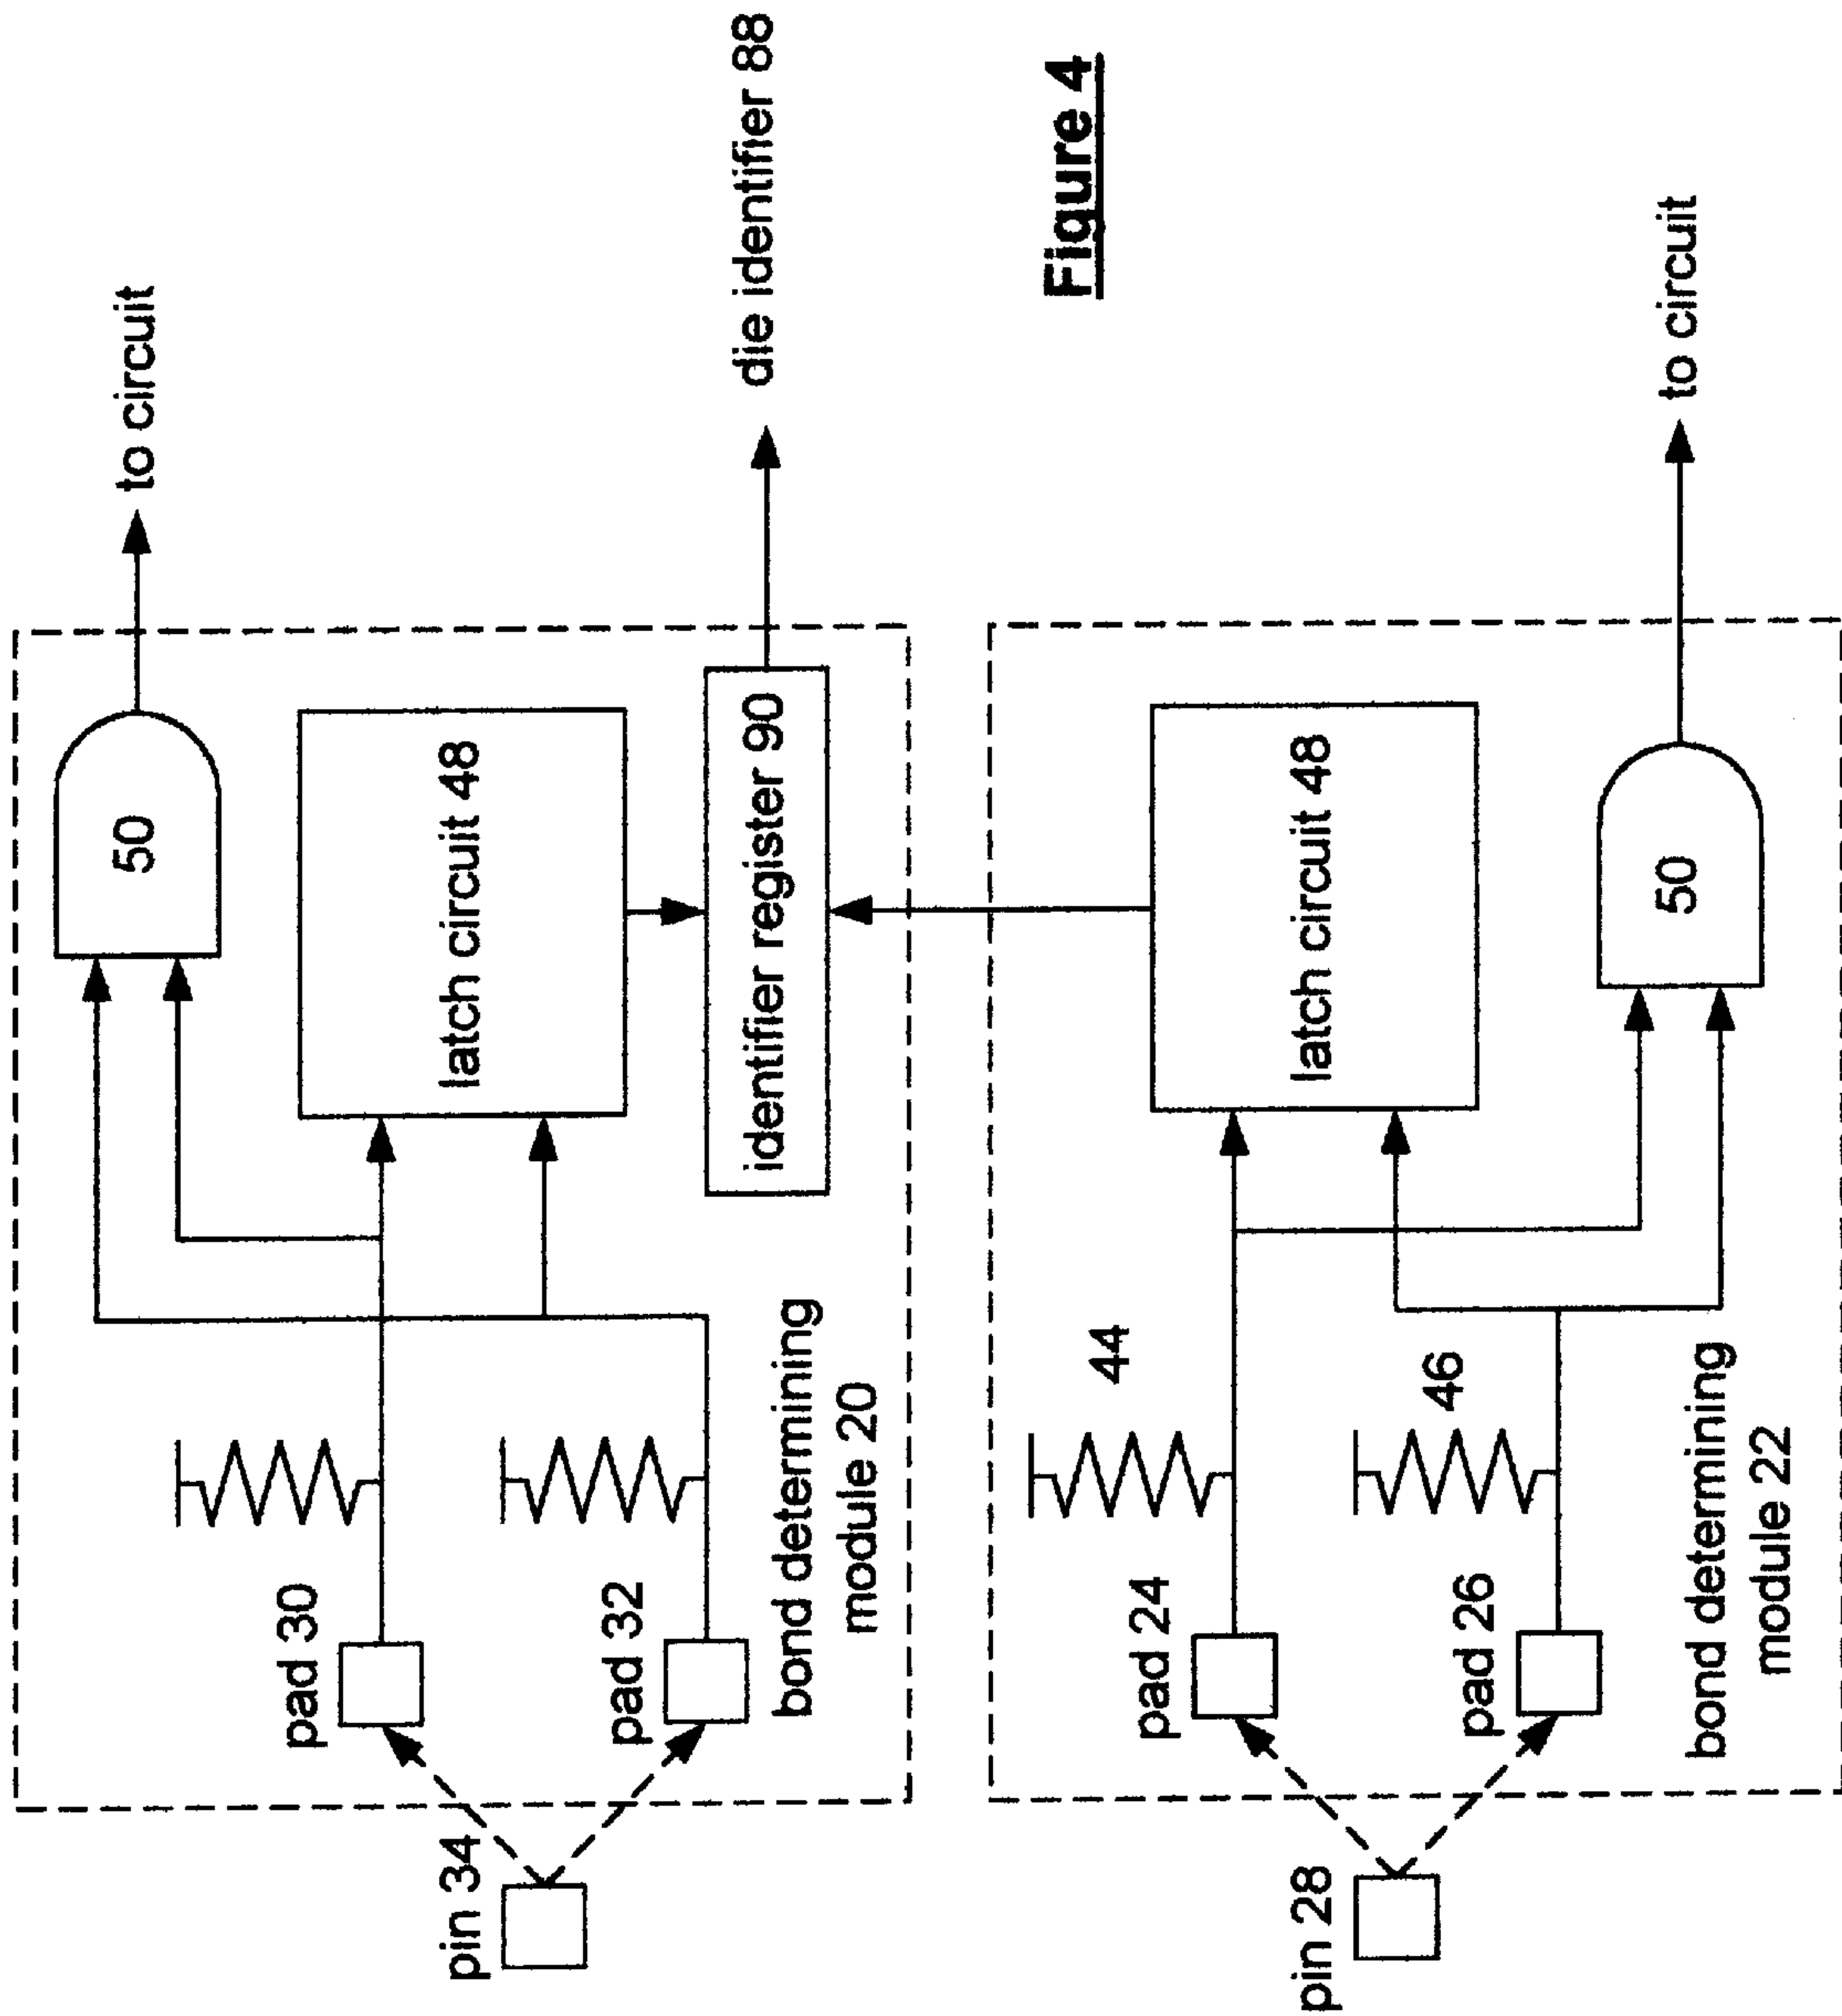 to circuit
50
latch circuit 48
identifier register 90
die identifier 88
pad 30
pad 32
pin 34
bond determining
module 20
Figure 4
latch circuit 48
50
to circuit
44
46
pad 24
pad 26
pin 28
bond determining
module 22